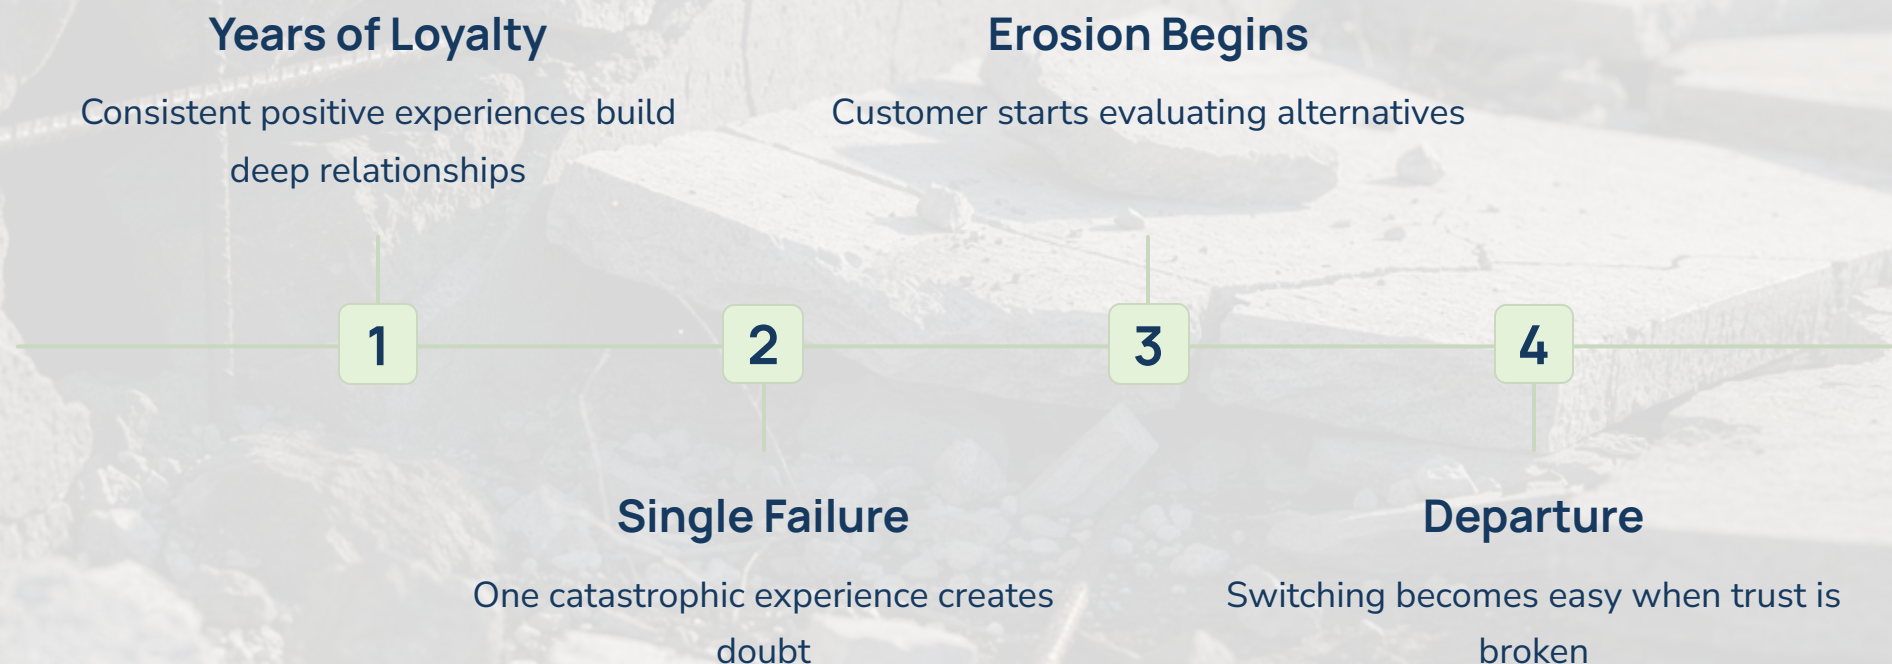 Years of Loyalty
Consistent positive experiences build
deep relationships
1
2
Single Failure
One catastrophic experience creates
doubt
Erosion Begins
Customer starts evaluating alternatives
3
4
Departure
Switching becomes easy when trust is
broken